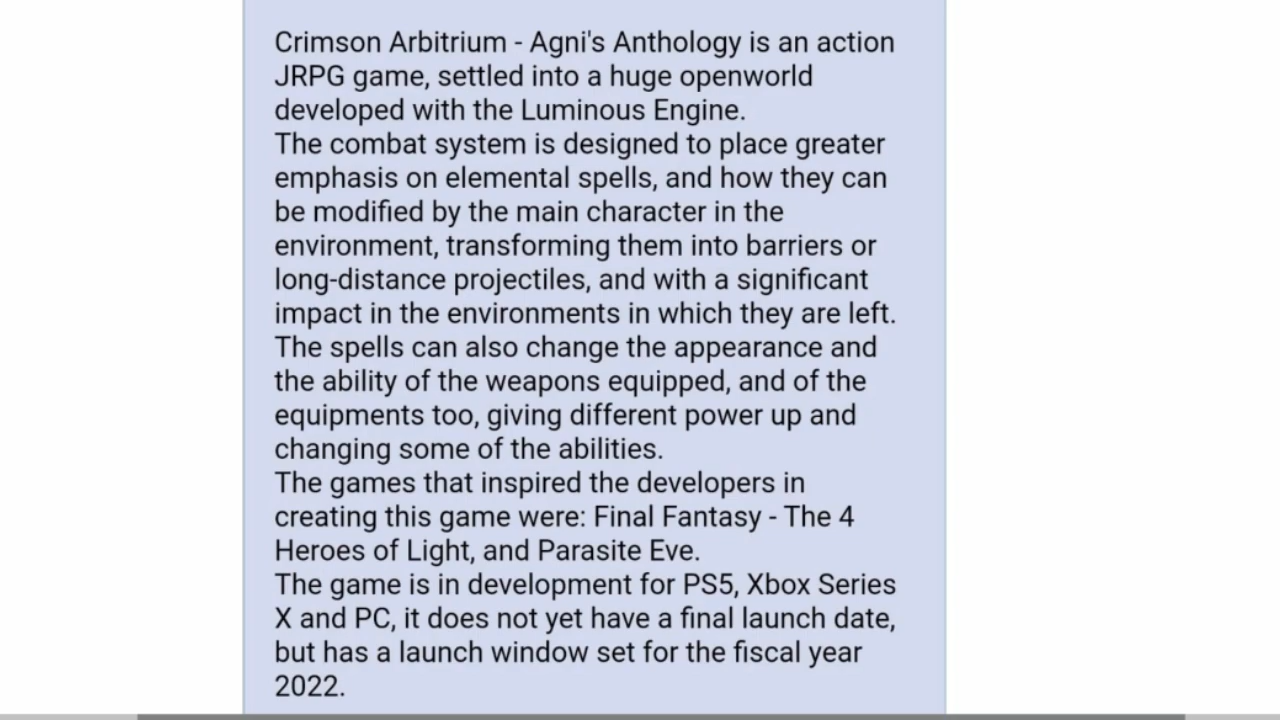 Crimson Arbitrium - Agni's Anthology is an action
JRPG game, settled into a huge openworld
developed with the Luminous Engine.
The combat system is designed to place greater
emphasis on elemental spells, and how they can
be modified by the main character in the
environment, transforming them into barriers or
long-distance projectiles, and with a significant
impact in the environments in which they are left.
The spells can also change the appearance and
the ability of the weapons equipped, and of the
equipments too, giving different power up and
changing some of the abilities.
The games that inspired the developers in
creating this game were: Final Fantasy - The 4
Heroes of Light, and Parasite Eve.
The game is in development for PS5, Xbox Series
X and PC, it does not yet have a final launch date,
but has a launch window set for the fiscal year
2022.